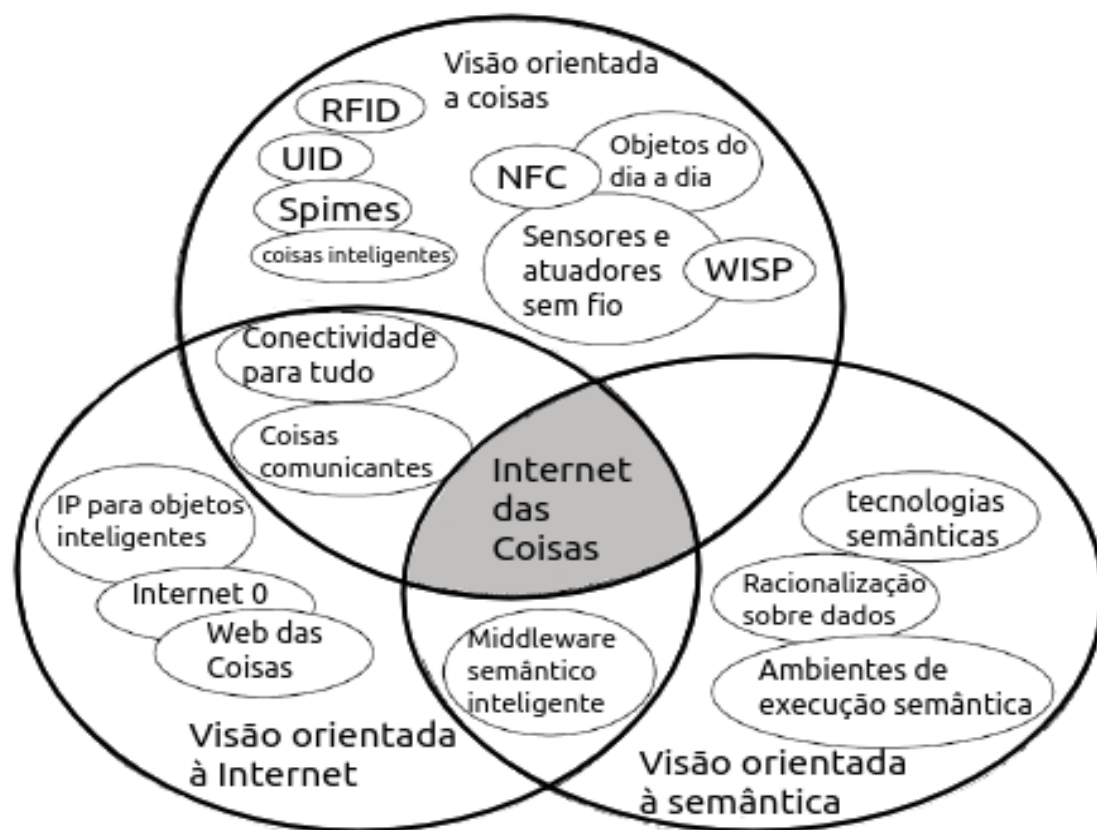 Visão orientada
a coisas
RFID
UID
Spimes
coisas inteligentes
NFC
Objetos do
dia a dia
Sensores e
atuadores
sem fio
WISP
Conectividade
para tudo
Coisas
comunicantes
Internet
das
Coisas
IP para objetos
inteligentes
Internet 0
Web das
Coisas
Visão orientada
à Internet
Middleware
semântico
inteligente
tecnologias
semânticas
Racionalização
sobre dados
Ambientes de
execução semântica
Visão orientada
à semântica